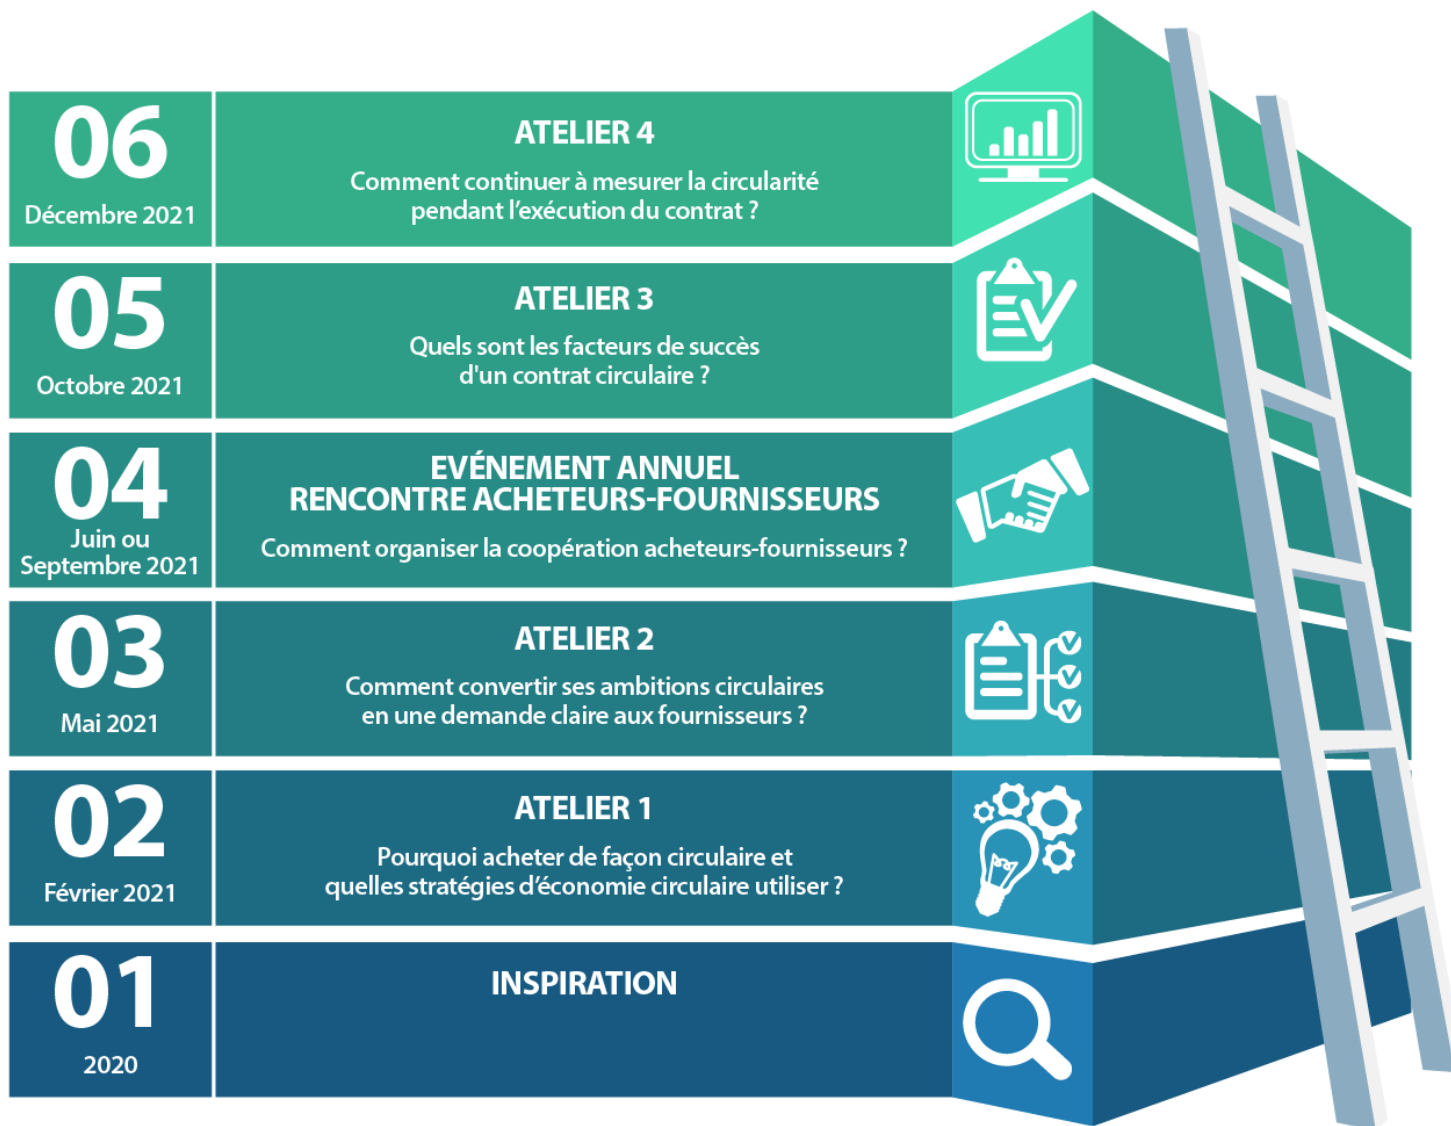 06
Décembre 2021
ATELIER 4
Comment continuer à mesurer la circularité
pendant l’exécution du contrat ?
05
Octobre 2021
ATELIER 3
Quels sont les facteurs de succès
d'un contrat circulaire ?
04
Juin ou
Septembre 2021
EVÉNEMENT ANNUEL
RENCONTRE ACHETEURS-FOURNISSEURS
Comment organiser la coopération acheteurs-fournisseurs ?
03
Mai 2021
ATELIER 2
Comment convertir ses ambitions circulaires
en une demande claire aux fournisseurs ?
02
Février 2021
ATELIER 1
Pourquoi acheter de façon circulaire et
quelles stratégies d’économie circulaire utiliser ?
01
2020
INSPIRATION